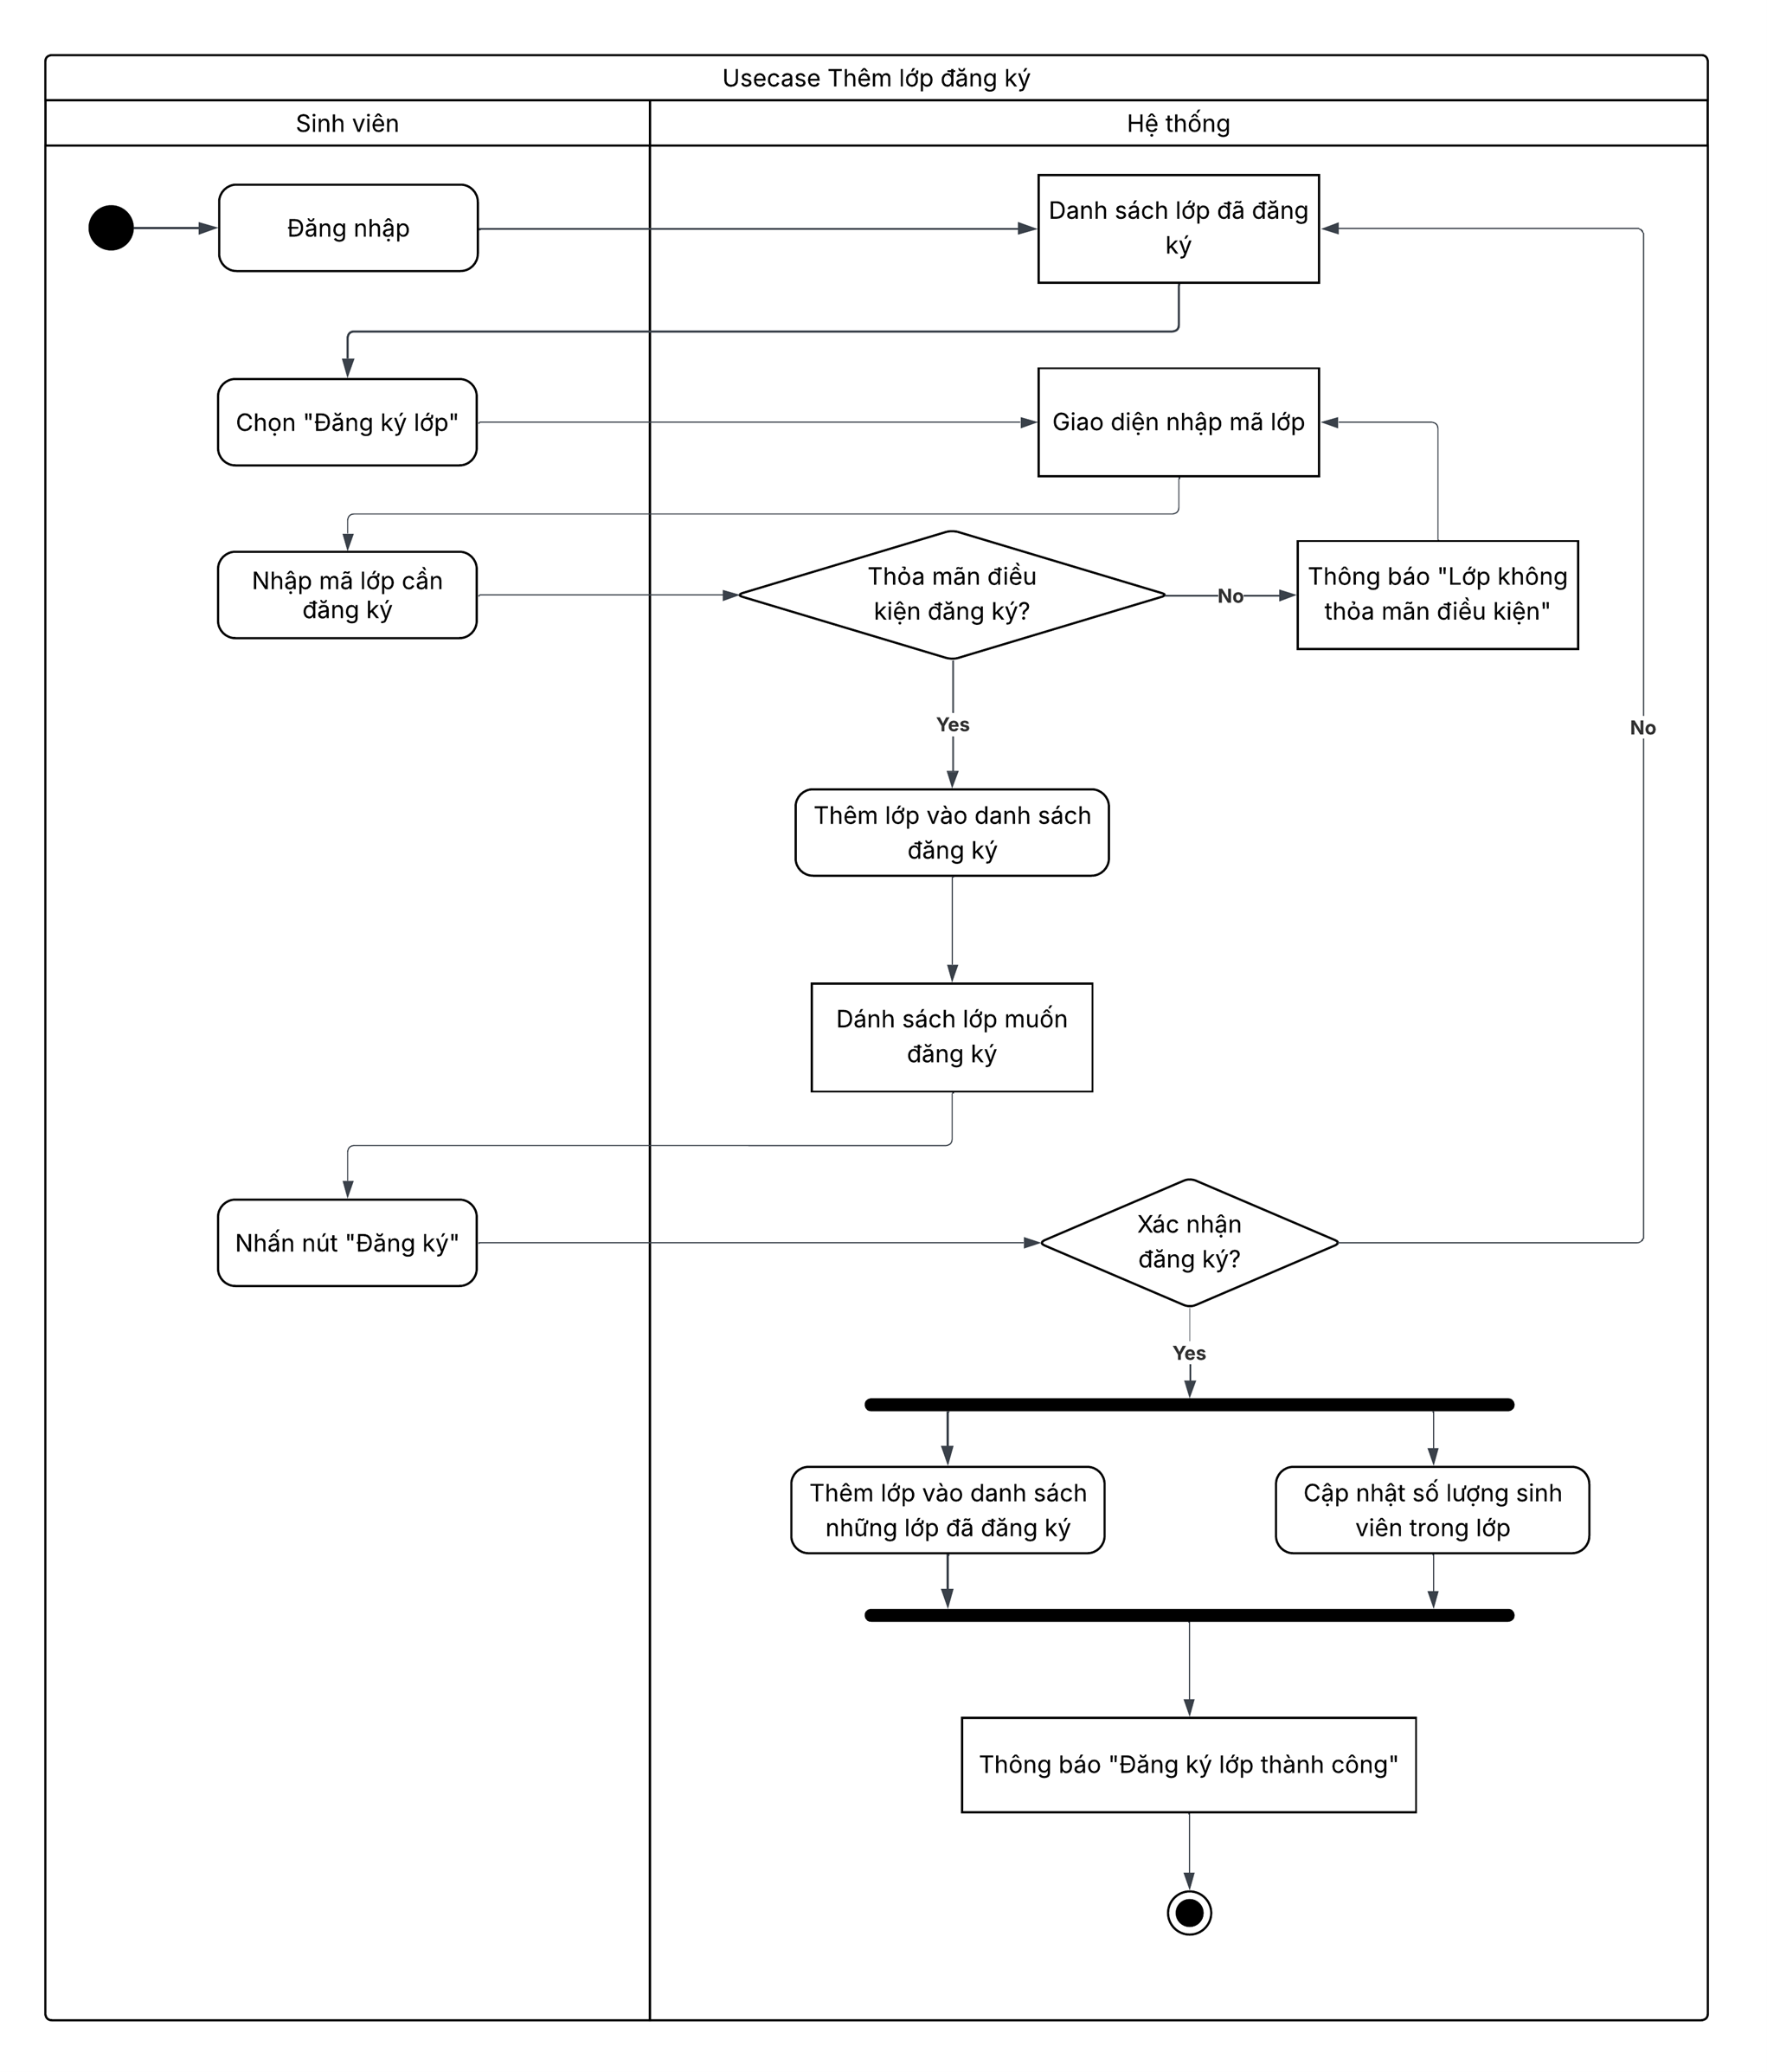 Usecase Thêm lớp đăng ký
Sinh viên
Hệ thống
Đăng nhập
Danh sách lớp đã đăng
ký
Chọn "Đăng ký lớp"
Giao diện nhập mã lớp
Nhập mã lớp cần
đăng ký
Thỏa mãn điều
kiện đăng ký?
No
Thông báo "Lớp không
thỏa mãn điều kiện"
Yes
No
Thêm lớp vào danh sách
đăng ký
Dánh sách lớp muốn
đăng ký
Nhấn nút "Đăng ký"
Xác nhận
đăng ký?
Yes
Thêm lớp vào danh sách
những lớp đã đăng ký
Cập nhật số lượng sinh
viên trong lớp
Thông báo "Đăng ký lớp thành công"